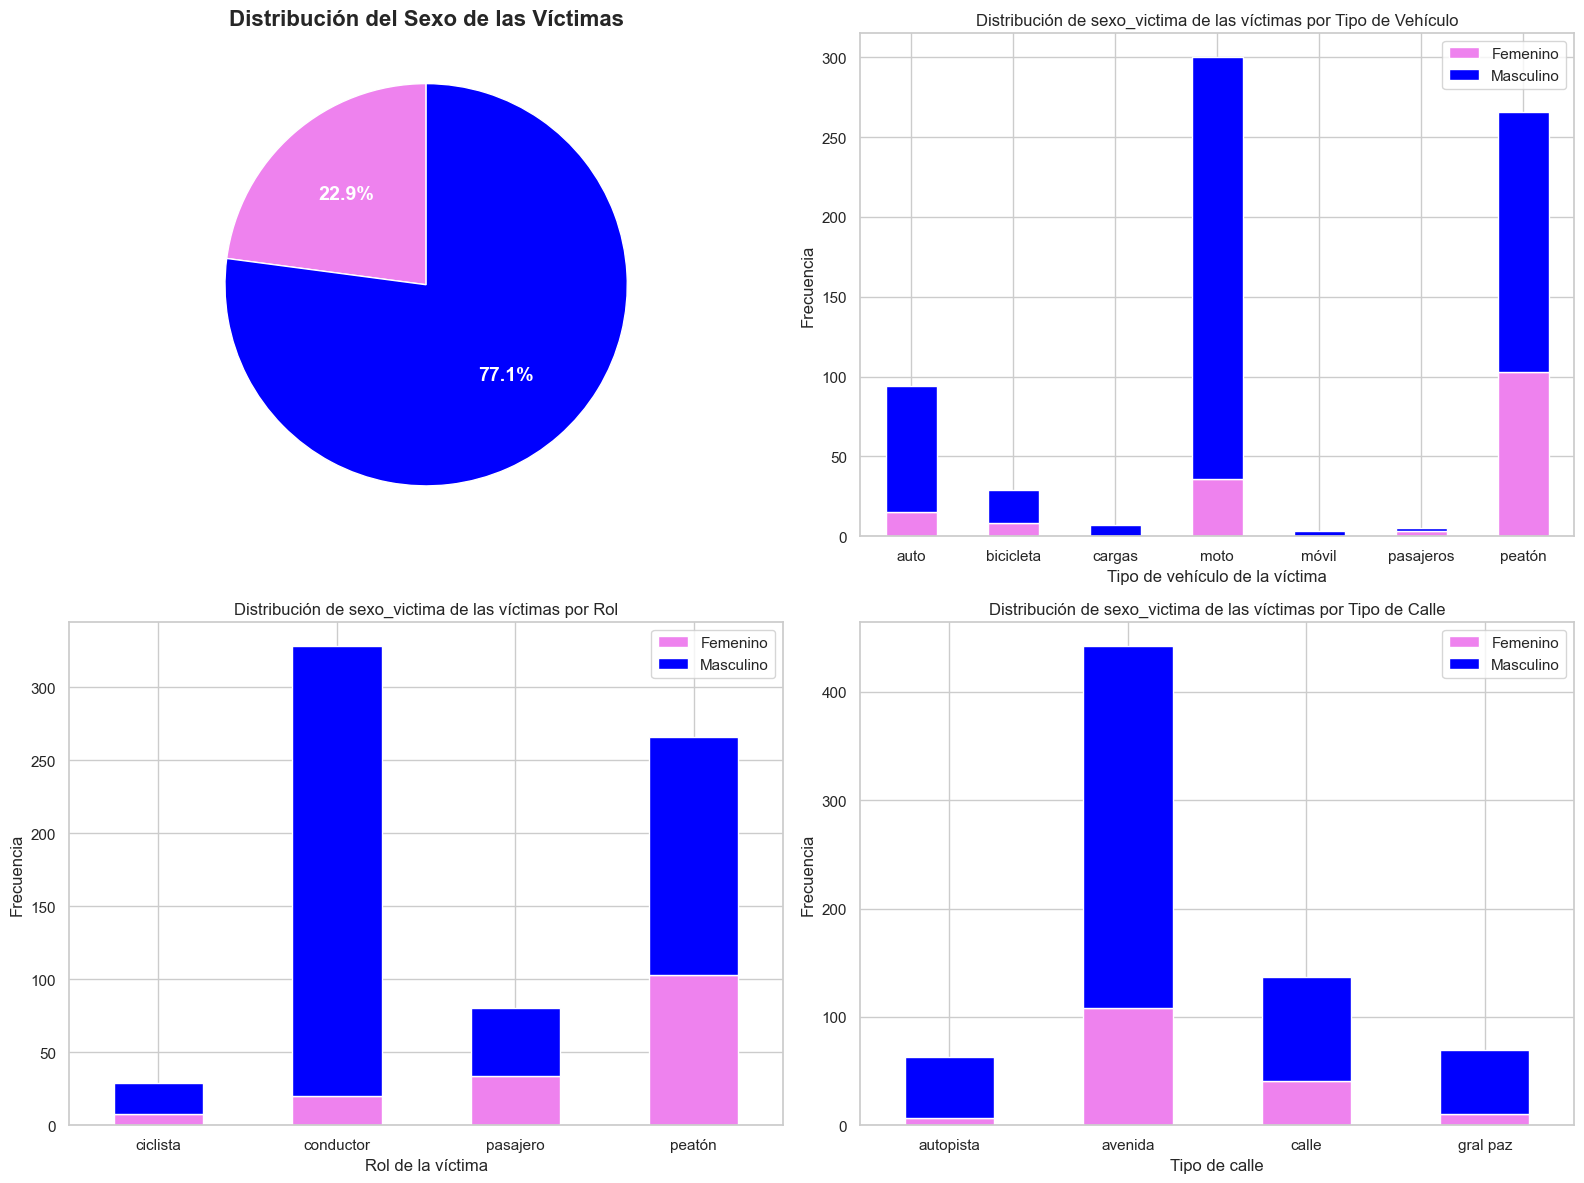 Distribución del Sexo de las Víctimas
22.9%
77.1%
Distribución de sexo_victima de las víctimas por Tipo de Vehículo
Femenino
Masculino
Frecuencia
300
250
200
150
100
50
0
auto bicicleta cargas moto móvil pasajeros peatón
Tipo de vehículo de la víctima
Distribución de sexo_victima de las víctimas por Rol
Femenino
Masculino
Frecuencia
300
250
200
150
100
50
0
ciclista conductor pasajero peatón
Rol de la víctima
Distribución de sexo_victima de las víctimas por Tipo de Calle
Femenino
Masculino
Frecuencia
400
300
200
100
0
autopista avenida calle gral paz
Tipo de calle